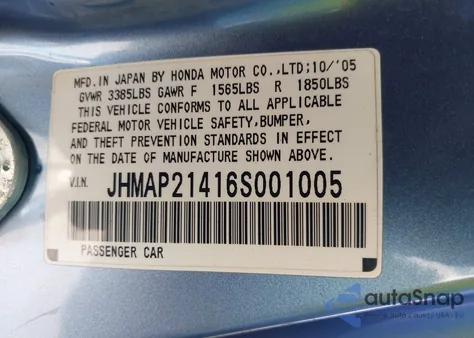 MFD. IN JAPAN BY HONDA MOTOR CO.,LTD;10/'05
GVWR 3385LBS GAWR F 1565LBS R 1850LBS
THIS VEHICLE CONFORMS TO ALL APPLICABLE
FEDERAL MOTOR VEHICLE SAFETY,BUMPER,
AND THEFT PREVENTION STANDARDS IN EFFECT
ON THE DATE OF MANUFACTURE SHOWN ABOVE.
V.I.N. JHMAP21416S001005
PASSENGER CAR
autoSnap